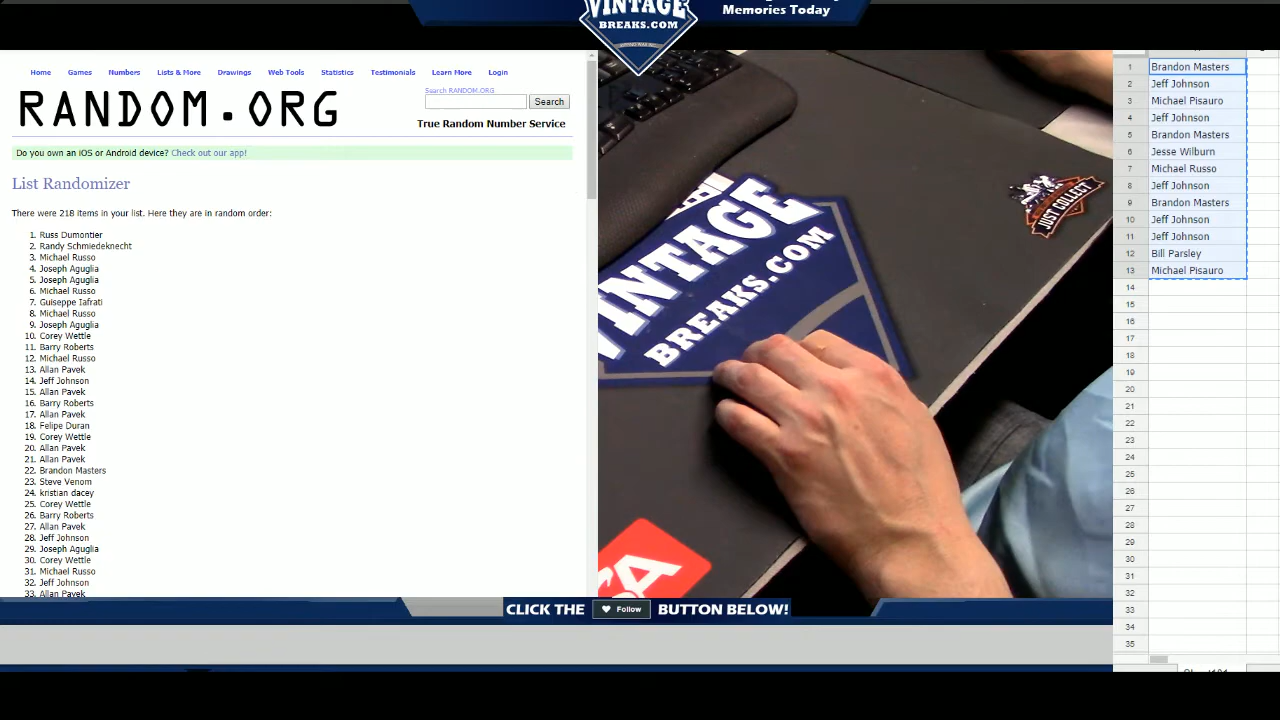 VINTAGE
BREAKS.COM
Memories Today
Home Games Numbers Lists & More Drawings Web Tools Statistics Testimonials Learn More Login
RANDOM.ORG
Search RANDOM.ORG
Search
True Random Number Service
Do you own an iOS or Android device? Check out our app!
List Randomizer
There were 218 items in your list. Here they are in random order:
1. Russ Dumontier
2. Randy Schmiedeknecht
3. Michael Russo
4. Joseph Aguglia
5. Joseph Aguglia
6. Michael Russo
7. Guiseppe Iafrati
8. Michael Russo
9. Joseph Aguglia
10. Corey Wettle
11. Barry Roberts
12. Michael Russo
13. Allan Pavek
14. Jeff Johnson
15. Allan Pavek
16. Barry Roberts
17. Allan Pavek
18. Felipe Duran
19. Corey Wettle
20. Allan Pavek
21. Allan Pavek
22. Brandon Masters
23. Steve Venom
24. kristian dacey
25. Corey Wettle
26. Barry Roberts
27. Allan Pavek
28. Jeff Johnson
29. Joseph Aguglia
30. Corey Wettle
31. Michael Russo
32. Jeff Johnson
33. Allan Pavek
VINTAGE
BREAKS.COM
JUST COLLECT
CLICK THE Follow BUTTON BELOW!
1 Brandon Masters
2 Jeff Johnson
3 Michael Pisauro
4 Jeff Johnson
5 Brandon Masters
6 Jesse Wilburn
7 Michael Russo
8 Jeff Johnson
9 Brandon Masters
10 Jeff Johnson
11 Jeff Johnson
12 Bill Parsley
13 Michael Pisauro
14
15
16
17
18
19
20
21
22
23
24
25
26
27
28
29
30
31
32
33
34
35